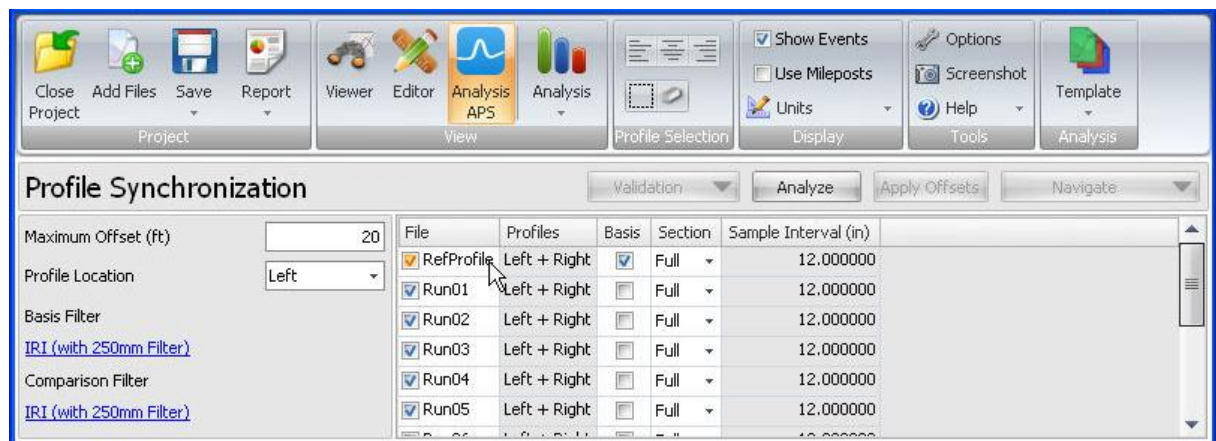 Close Project
Add Files
Save
Report
Viewer
Editor
Analysis APS
Analysis
Show Events
Use Mileposts
Units
Options
Screenshot
Help
Template
Project
View
Profile Selection
Display
Tools
Analysis
Profile Synchronization
Validation
Analyze
Apply Offsets
Navigate
Maximum Offset (ft) 20
Profile Location Left
Basis Filter
IRI (with 250mm Filter)
Comparison Filter
IRI (with 250mm Filter)
File Profiles Basis Section Sample Interval (in)
RefProfile Left + Right Full 12.000000
Run01 Left + Right Full 12.000000
Run02 Left + Right Full 12.000000
Run03 Left + Right Full 12.000000
Run04 Left + Right Full 12.000000
Run05 Left + Right Full 12.000000